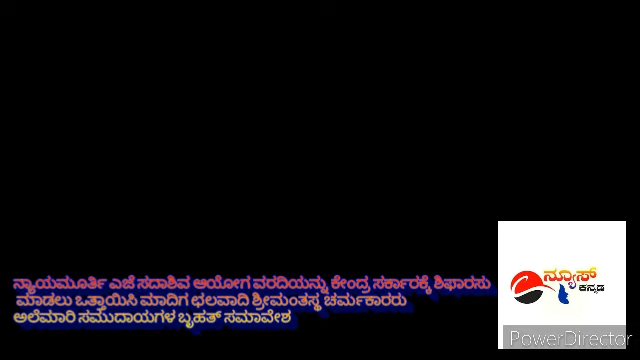 ನ್ಯಾಯಮೂರ್ತಿ ಎಜೆ ಸದಾಶಿವ ಆಯೋಗ ವರದಿಯನ್ನು ಕೇಂದ್ರ ಸರ್ಕಾರಕ್ಕೆ ಶಿಫಾರಸು
ಮಾಡಲು ಒತ್ತಾಯಿಸಿ ಮಾದಿಗ ಛಲವಾದಿ ಶ್ರೀಮಂತಸ್ಥ ಚರ್ಮಕಾರರು
ಅಲೆಮಾರಿ ಸಮುದಾಯಗಳ ಬೃಹತ್ ಸಮಾವೇಶ
ನ್ಯೂಸ್
ಕನ್ನಡ
PowerDirector